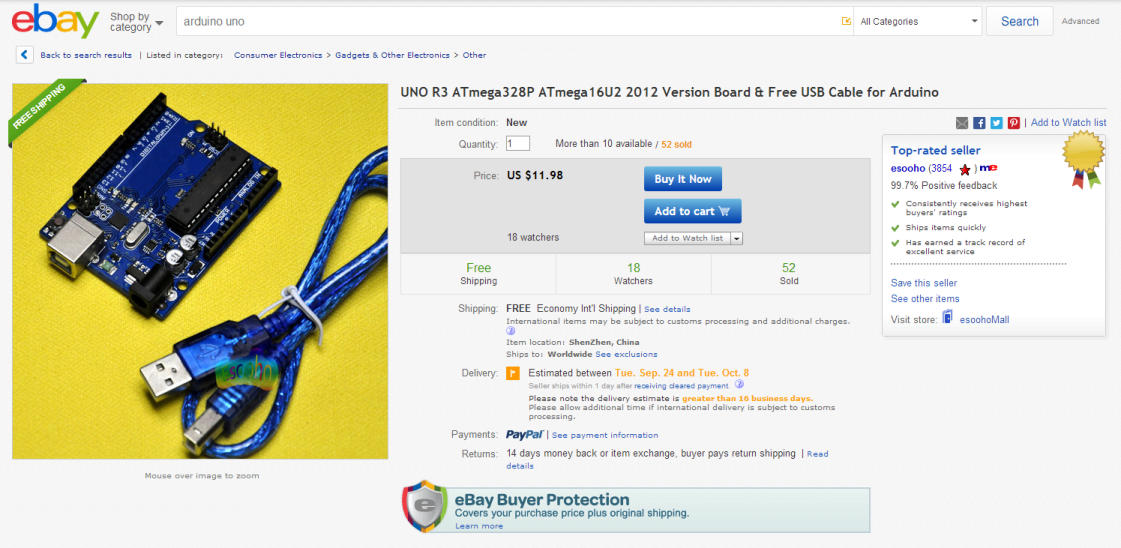 ebay
Shop by
category
arduino uno
All Categories
Search
Advanced
Back to search results | Listed in category: Consumer Electronics > Gadgets & Other Electronics > Other
FREE SHIPPING
UNO R3 ATmega328P ATmega16U2 2012 Version Board & Free USB Cable for Arduino
Item condition: New
| Add to Watch list
Quantity: 1 More than 10 available / 52 sold
Price: US $11.98
Buy It Now
Add to cart
18 watchers
Add to Watch list
Free
Shipping
18
Watchers
52
Sold
Shipping: FREE Economy Int'l Shipping | See details
International items may be subject to customs processing and additional charges.
Item location: ShenZhen, China
Ships to: Worldwide See exclusions
Delivery: Estimated between Tue. Sep. 24 and Tue. Oct. 8
Seller ships within 1 day after receiving cleared payment.
Please note the delivery estimate is greater than 16 business days.
Please allow additional time if international delivery is subject to customs
processing.
Payments: PayPal | See payment information
Returns: 14 days money back or item exchange, buyer pays return shipping | Read
details
eBay Buyer Protection
Covers your purchase price plus original shipping.
Learn more
Top-rated seller
esooho (3854 ) me
99.7% Positive feedback
Consistently receives highest
buyers' ratings
Ships items quickly
Has earned a track record of
excellent service
Save this seller
See other items
Visit store: esoohoMall
DIGITAL(PWM~)
ON
POWER
ANALOG IN
Mouse over image to zoom